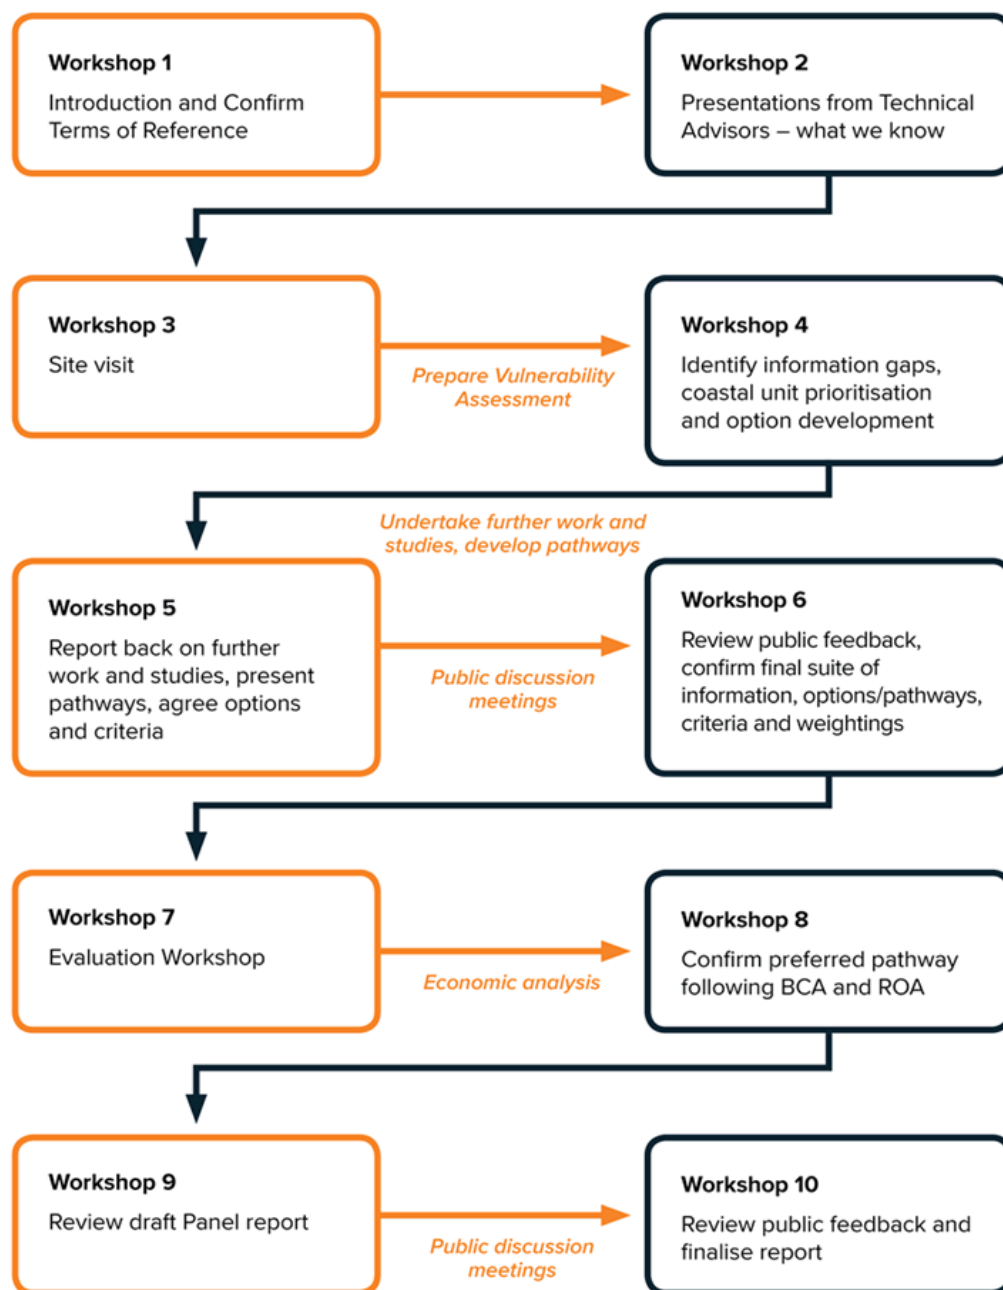 Workshop 1
Introduction and Confirm
Terms of Reference
Workshop 2
Presentations from Technical
Advisors – what we know
Workshop 3
Site visit
Prepare Vulnerability
Assessment
Workshop 4
Identify information gaps,
coastal unit prioritisation
and option development
Undertake further work and
studies, develop pathways
Workshop 5
Report back on further
work and studies, present
pathways, agree options
and criteria
Public discussion
meetings
Workshop 6
Review public feedback,
confirm final suite of
information, options/pathways,
criteria and weightings
Workshop 7
Evaluation Workshop
Economic analysis
Workshop 8
Confirm preferred pathway
following BCA and ROA
Workshop 9
Review draft Panel report
Public discussion
meetings
Workshop 10
Review public feedback and
finalise report